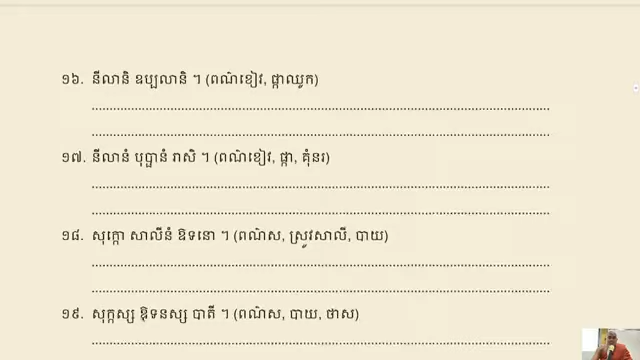 ១៦. នីលានិ ឧប្បលានិ ។ (ពណ៌ខៀវ, ផ្កាឈូក)
១៧. នីលានំ បុប្ផានំ រាសិ ។ (ពណ៌ខៀវ, ផ្កា, គុំនរ)
១៨. សុក្កោ សាលីនំ ឱទនោ ។ (ពណ៌ស, ស្រូវសាលី, បាយ)
១៩. សុក្កស្ស ឱទនស្ស បាតី ។ (ពណ៌ស, បាយ, ថាស)